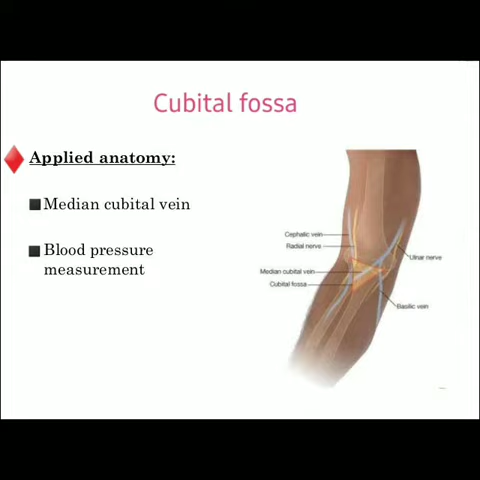 Cubital fossa
Applied anatomy:
Median cubital vein
Blood pressure
measurement
Cephalic vein
Radial nerve
Median cubital vein
Cubital fossa
Ulnar nerve
Basilic vein